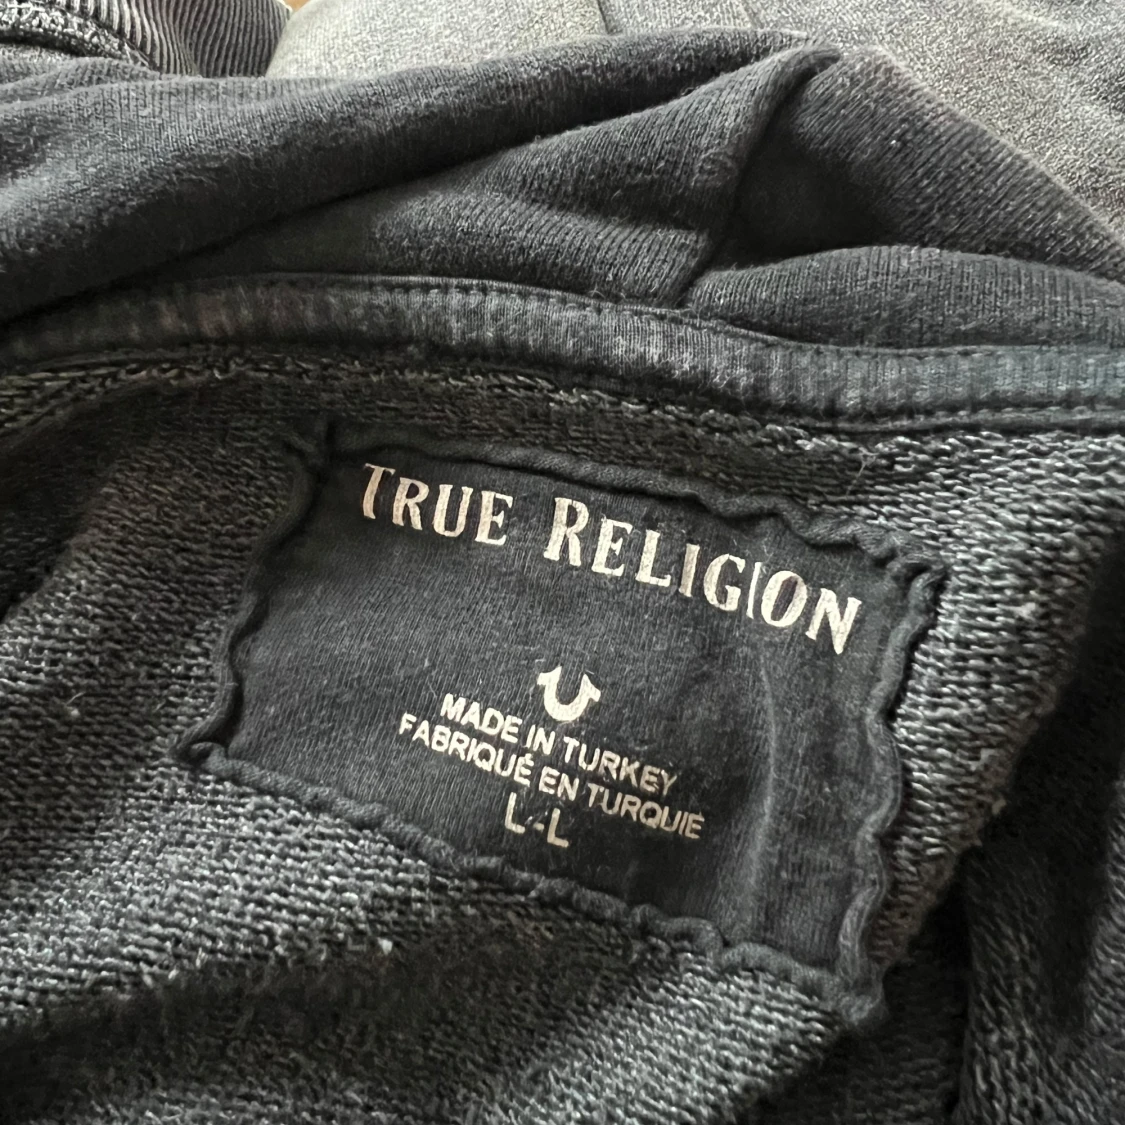 TRUE RELIGION
MADE IN TURKEY
FABRIQUÉ EN TURQUIE
L-L